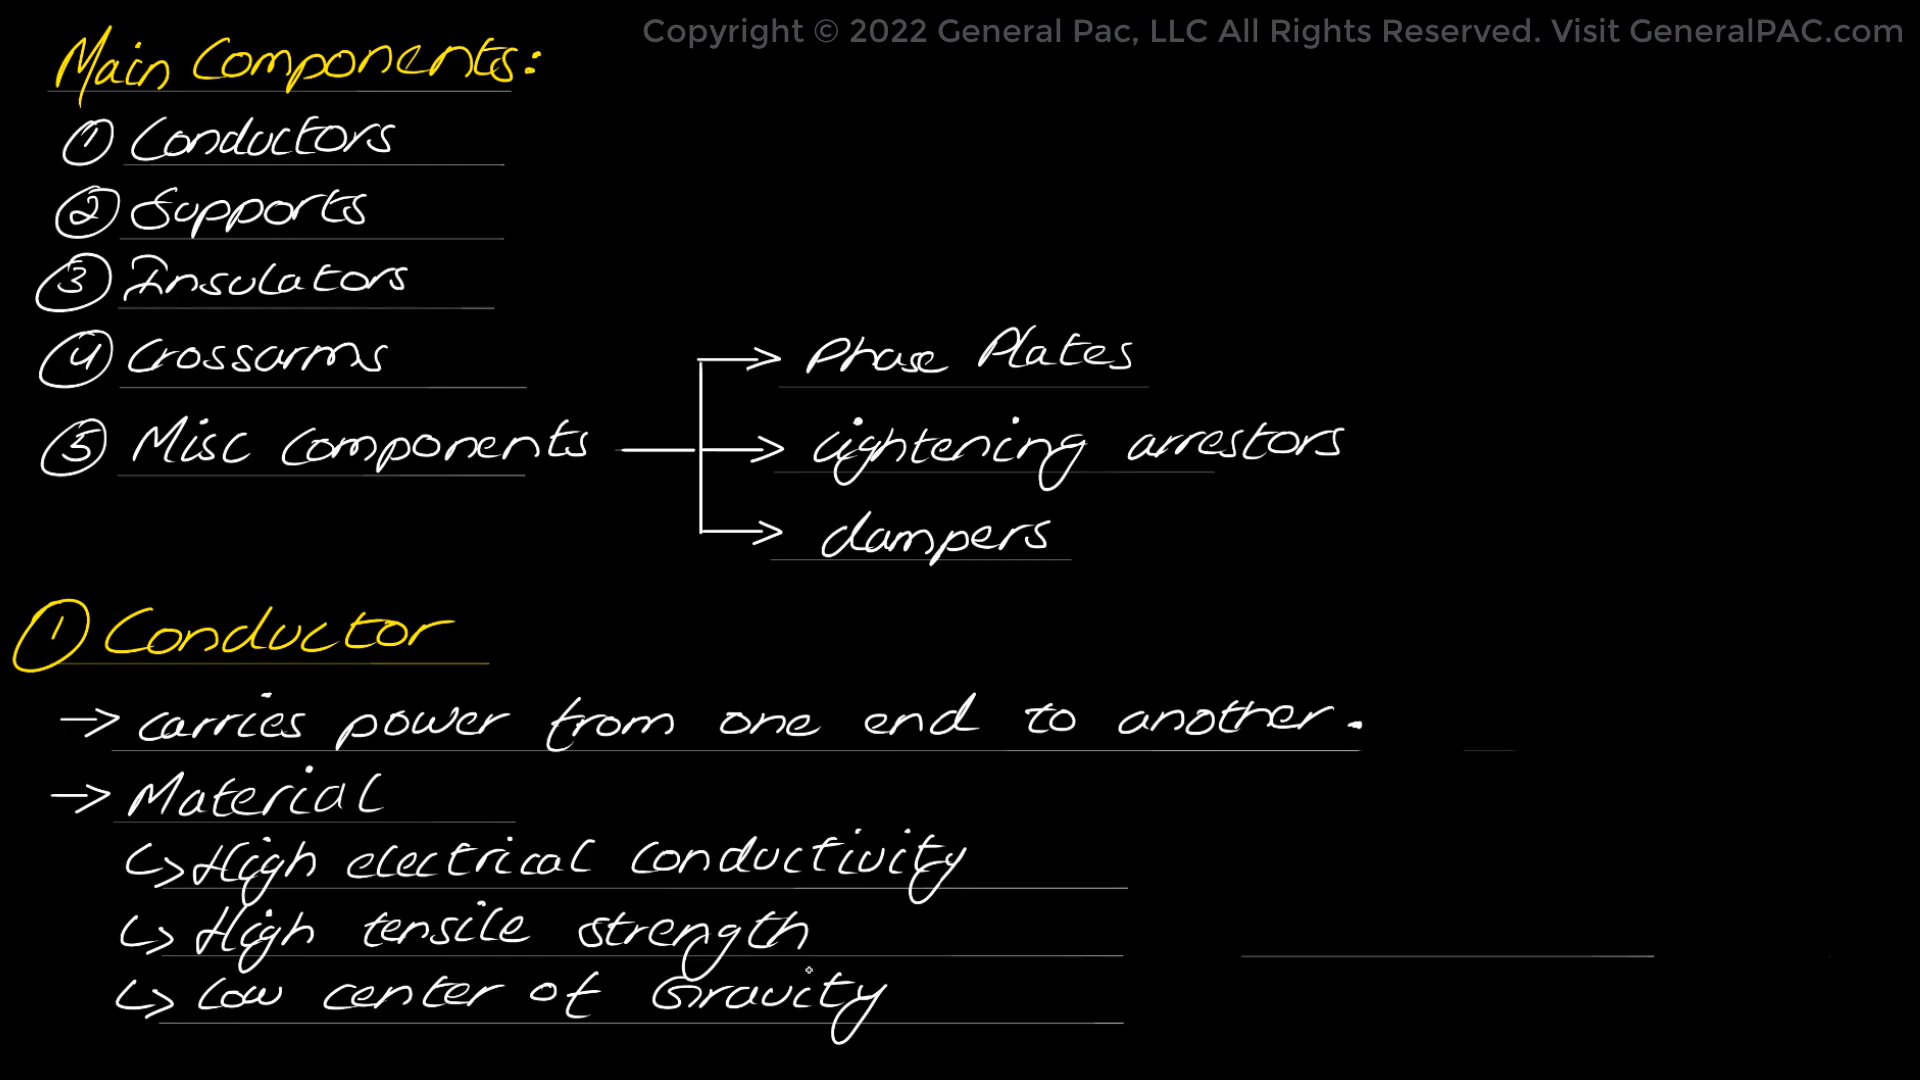 Copyright © 2022 General Pac, LLC All Rights Reserved. Visit GeneralPAC.com
Main Components:
① Conductors
② Supports
③ Insulators
④ Crossarms
⑤ Misc components
→ Phase Plates
→ Lightening arrestors
→ dampers
① Conductor
→ carries power from one end to another.
→ Material
↳ High electrical conductivity
↳ High tensile strength
↳ Low center of Gravity